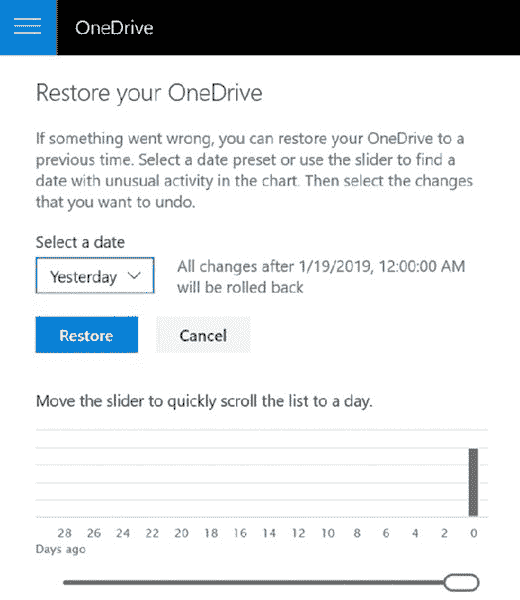 OneDrive
Restore your OneDrive
If something went wrong, you can restore your OneDrive to a
previous time. Select a date preset or use the slider to find a
date with unusual activity in the chart. Then select the changes
that you want to undo.
Select a date
Yesterday
All changes after 1/19/2019, 12:00:00 AM
will be rolled back
Restore
Cancel
Move the slider to quickly scroll the list to a day.
28 26 24 22 20 18 16 14 12 10 8 6 4 2 0
Days ago